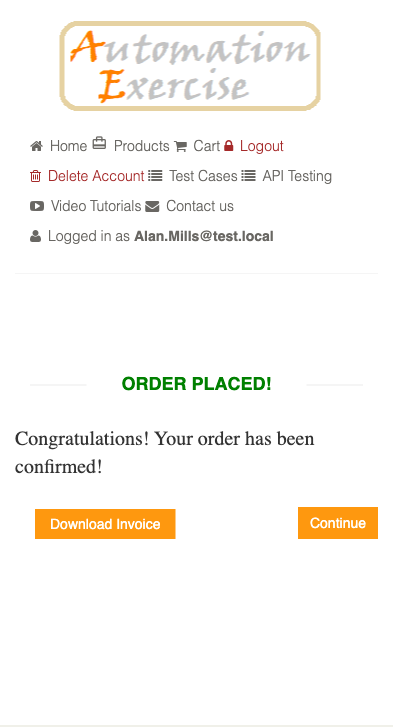 Automation
Exercise
Home Products Cart Logout
Delete Account Test Cases API Testing
Video Tutorials Contact us
Logged in as Alan.Mills@test.local
ORDER PLACED!
Congratulations! Your order has been
confirmed!
Download Invoice Continue